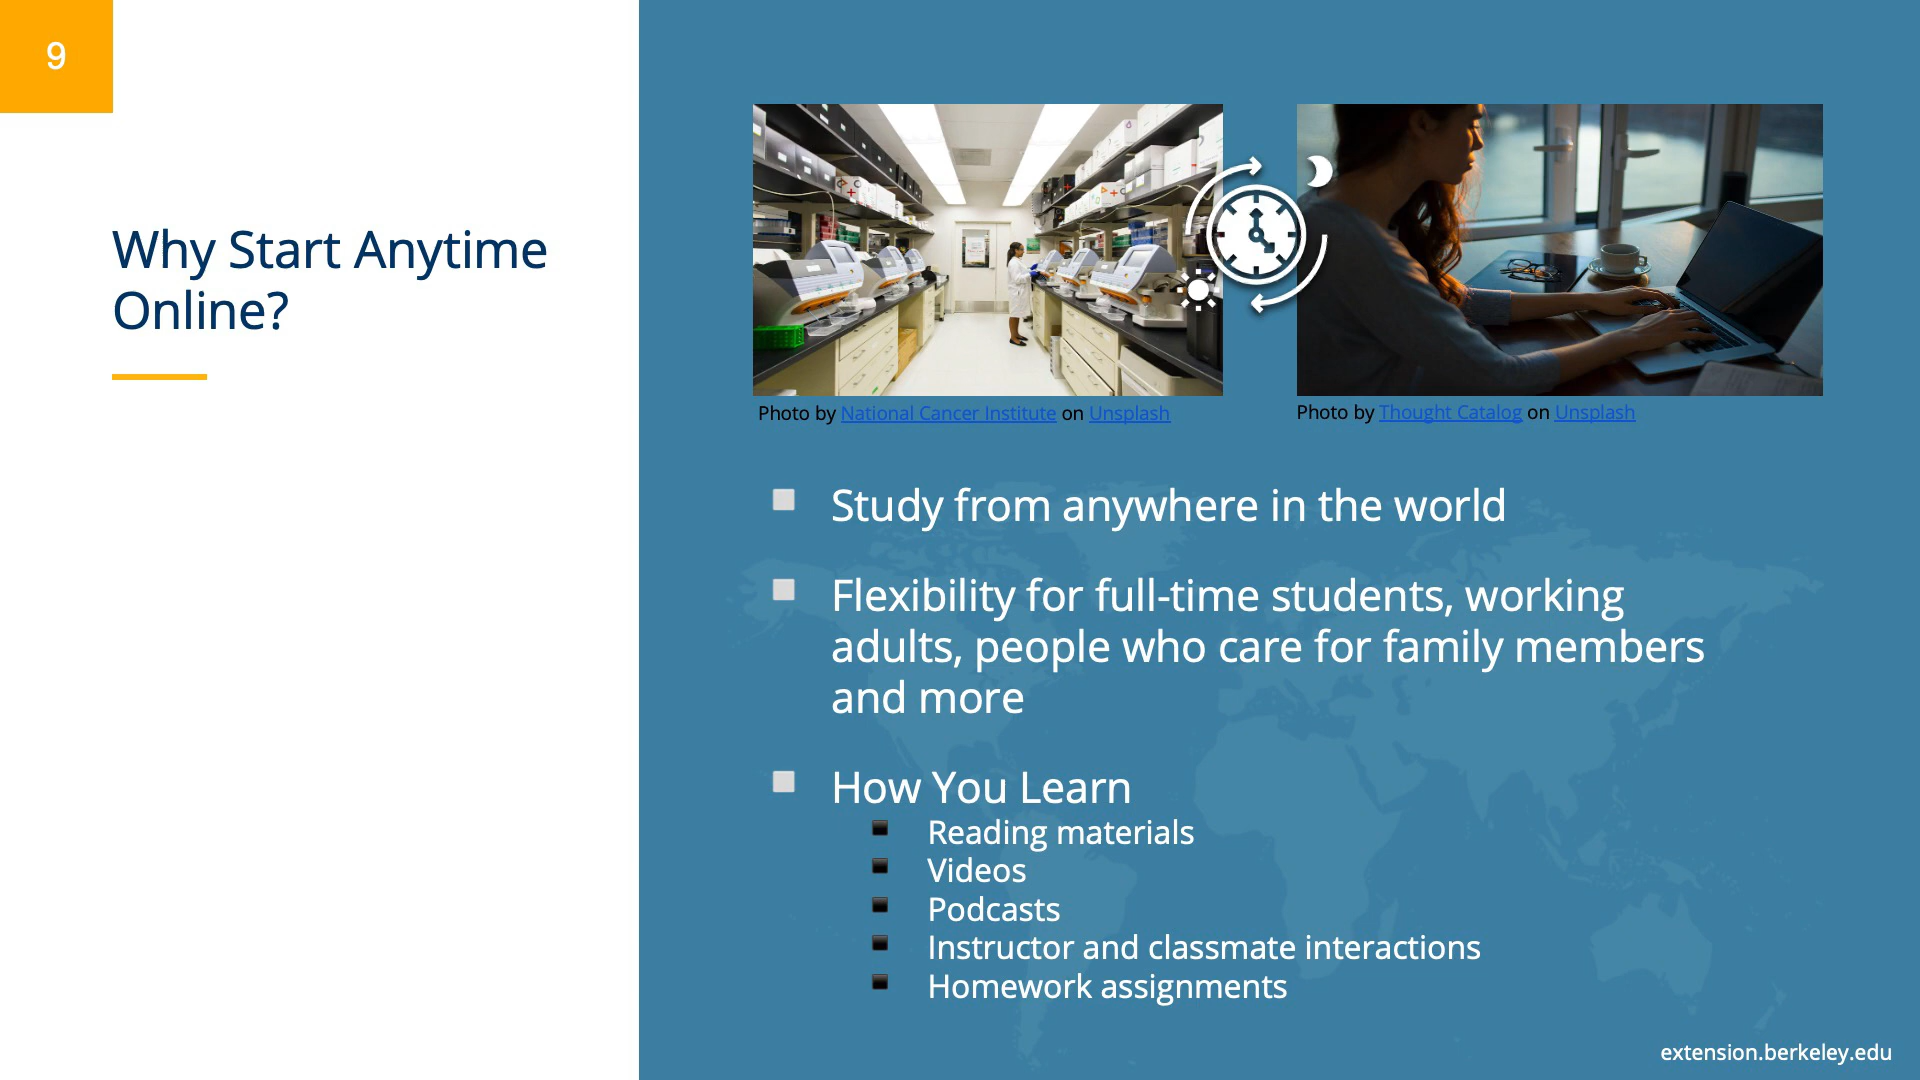 9
Why Start Anytime
Online?
Photo by National Cancer Institute on Unsplash
Photo by Thought Catalog on Unsplash
Study from anywhere in the world
Flexibility for full-time students, working
adults, people who care for family members
and more
How You Learn
Reading materials
Videos
Podcasts
Instructor and classmate interactions
Homework assignments
extension.berkeley.edu